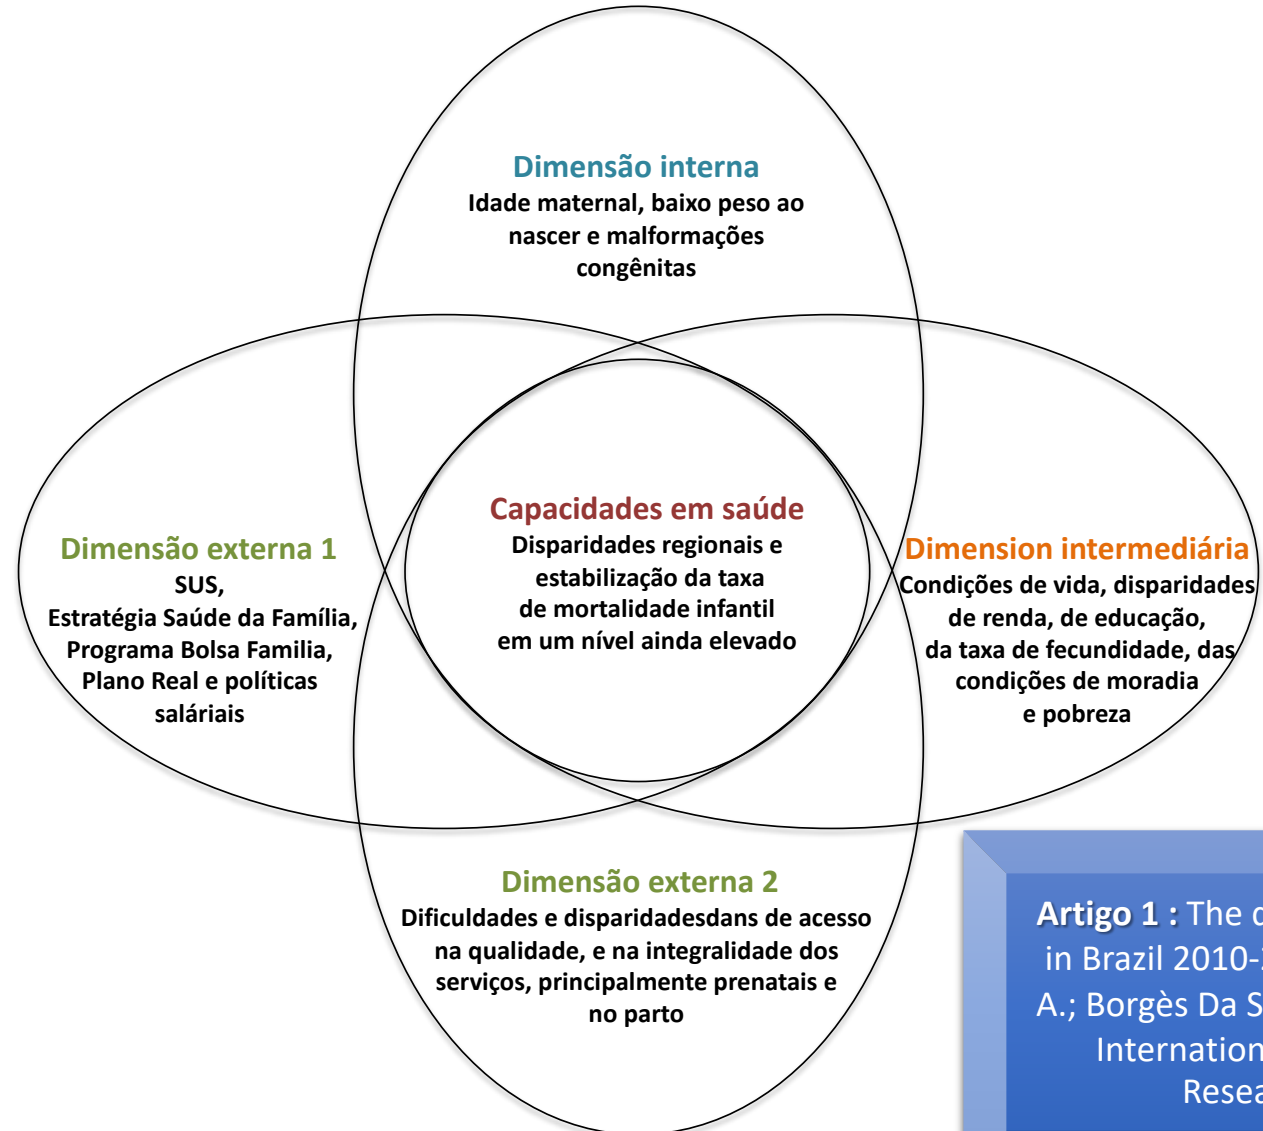 Dimensão interna
Idade maternal, baixo peso ao
nascer e malformações
congênitas
Dimensão externa 1
SUS,
Estratégia Saúde da Família,
Programa Bolsa Familia,
Plano Real e políticas
saláriais
Capacidades em saúde
Disparidades regionais e
estabilização da taxa
de mortalidade infantil
em um nível ainda elevado
Dimension intermediária
Condições de vida, disparidades
de renda, de educação,
da taxa de fecundidade, das
condições de moradia
e pobreza
Dimensão externa 2
Dificuldades e disparidadesdans de acesso
na qualidade, e na integralidade dos
serviços, principalmente prenatais e
no parto
Artigo 1 : The
in Brazil 2010-
A.; Borgès Da